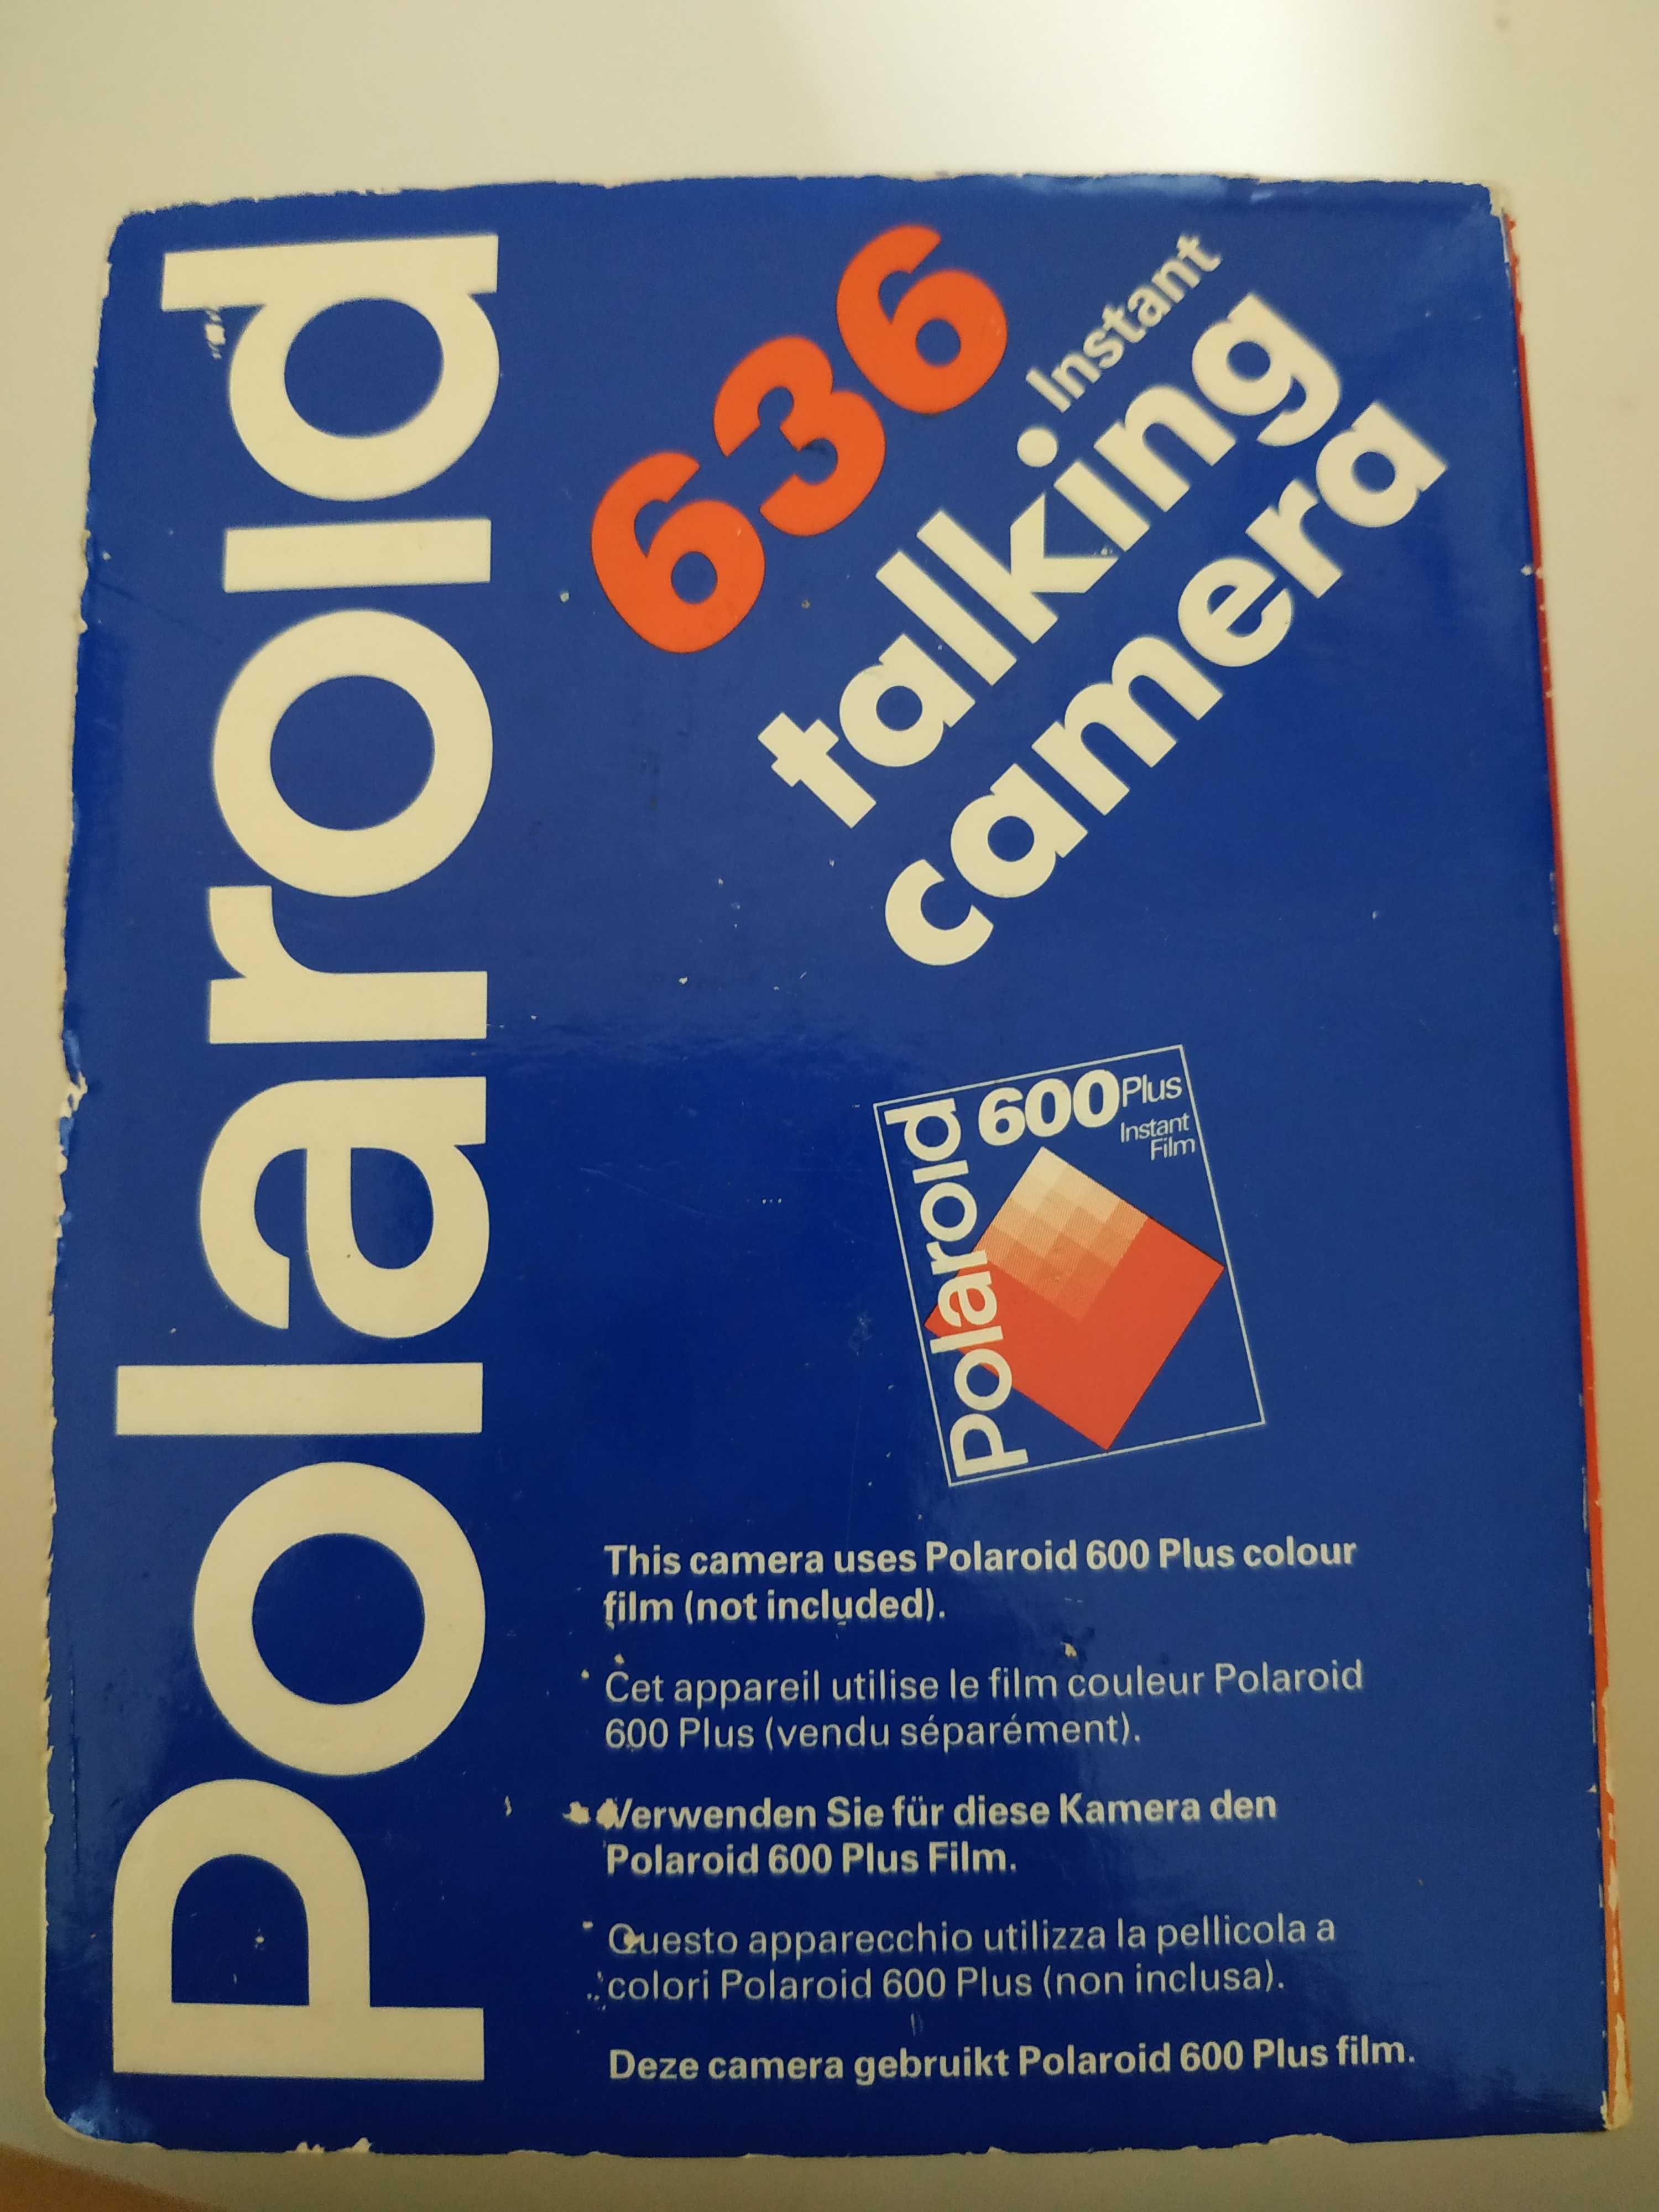 Polaroid
636
Instant
talking
camera
Polaroid
600 Plus
Instant
Film
This camera uses Polaroid 600 Plus colour
film (not included).
Cet appareil utilise le film couleur Polaroid
600 Plus (vendu séparément).
Verwenden Sie für diese Kamera den
Polaroid 600 Plus Film.
Questo apparecchio utilizza la pellicola a
colori Polaroid 600 Plus (non inclusa).
Deze camera gebruikt Polaroid 600 Plus film.